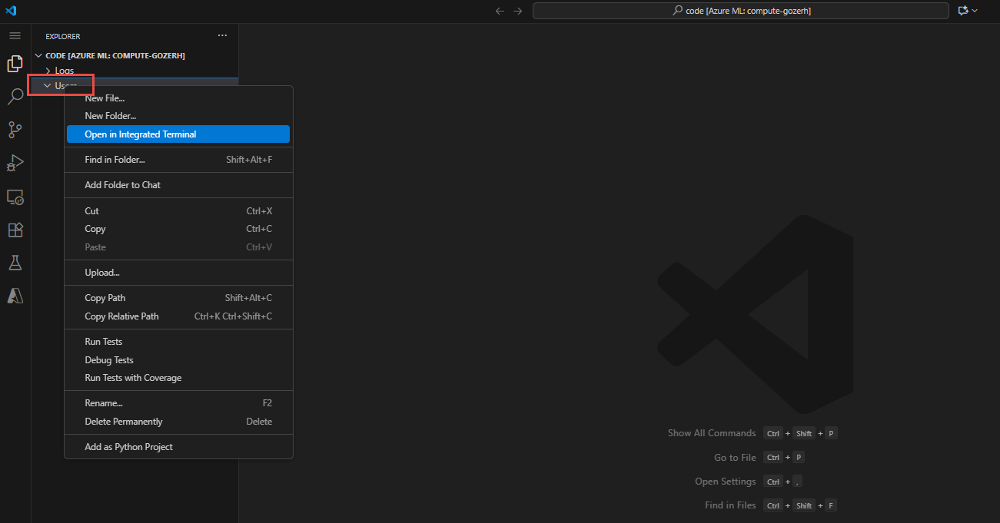 code [Azure ML: compute-gozerh]
EXPLORER
CODE [AZURE ML: COMPUTE-GOZERH]
Logs
Users
New File...
New Folder...
Open in Integrated Terminal
Find in Folder... Shift+Alt+F
Add Folder to Chat
Cut Ctrl+X
Copy Ctrl+C
Paste Ctrl+V
Upload...
Copy Path Shift+Alt+C
Copy Relative Path Ctrl+K Ctrl+Shift+C
Run Tests
Debug Tests
Run Tests with Coverage
Rename... F2
Delete Permanently Delete
Add as Python Project
Show All Commands Ctrl + Shift + P
Go to File Ctrl + P
Open Settings Ctrl + ,
Find in Files Ctrl + Shift + F